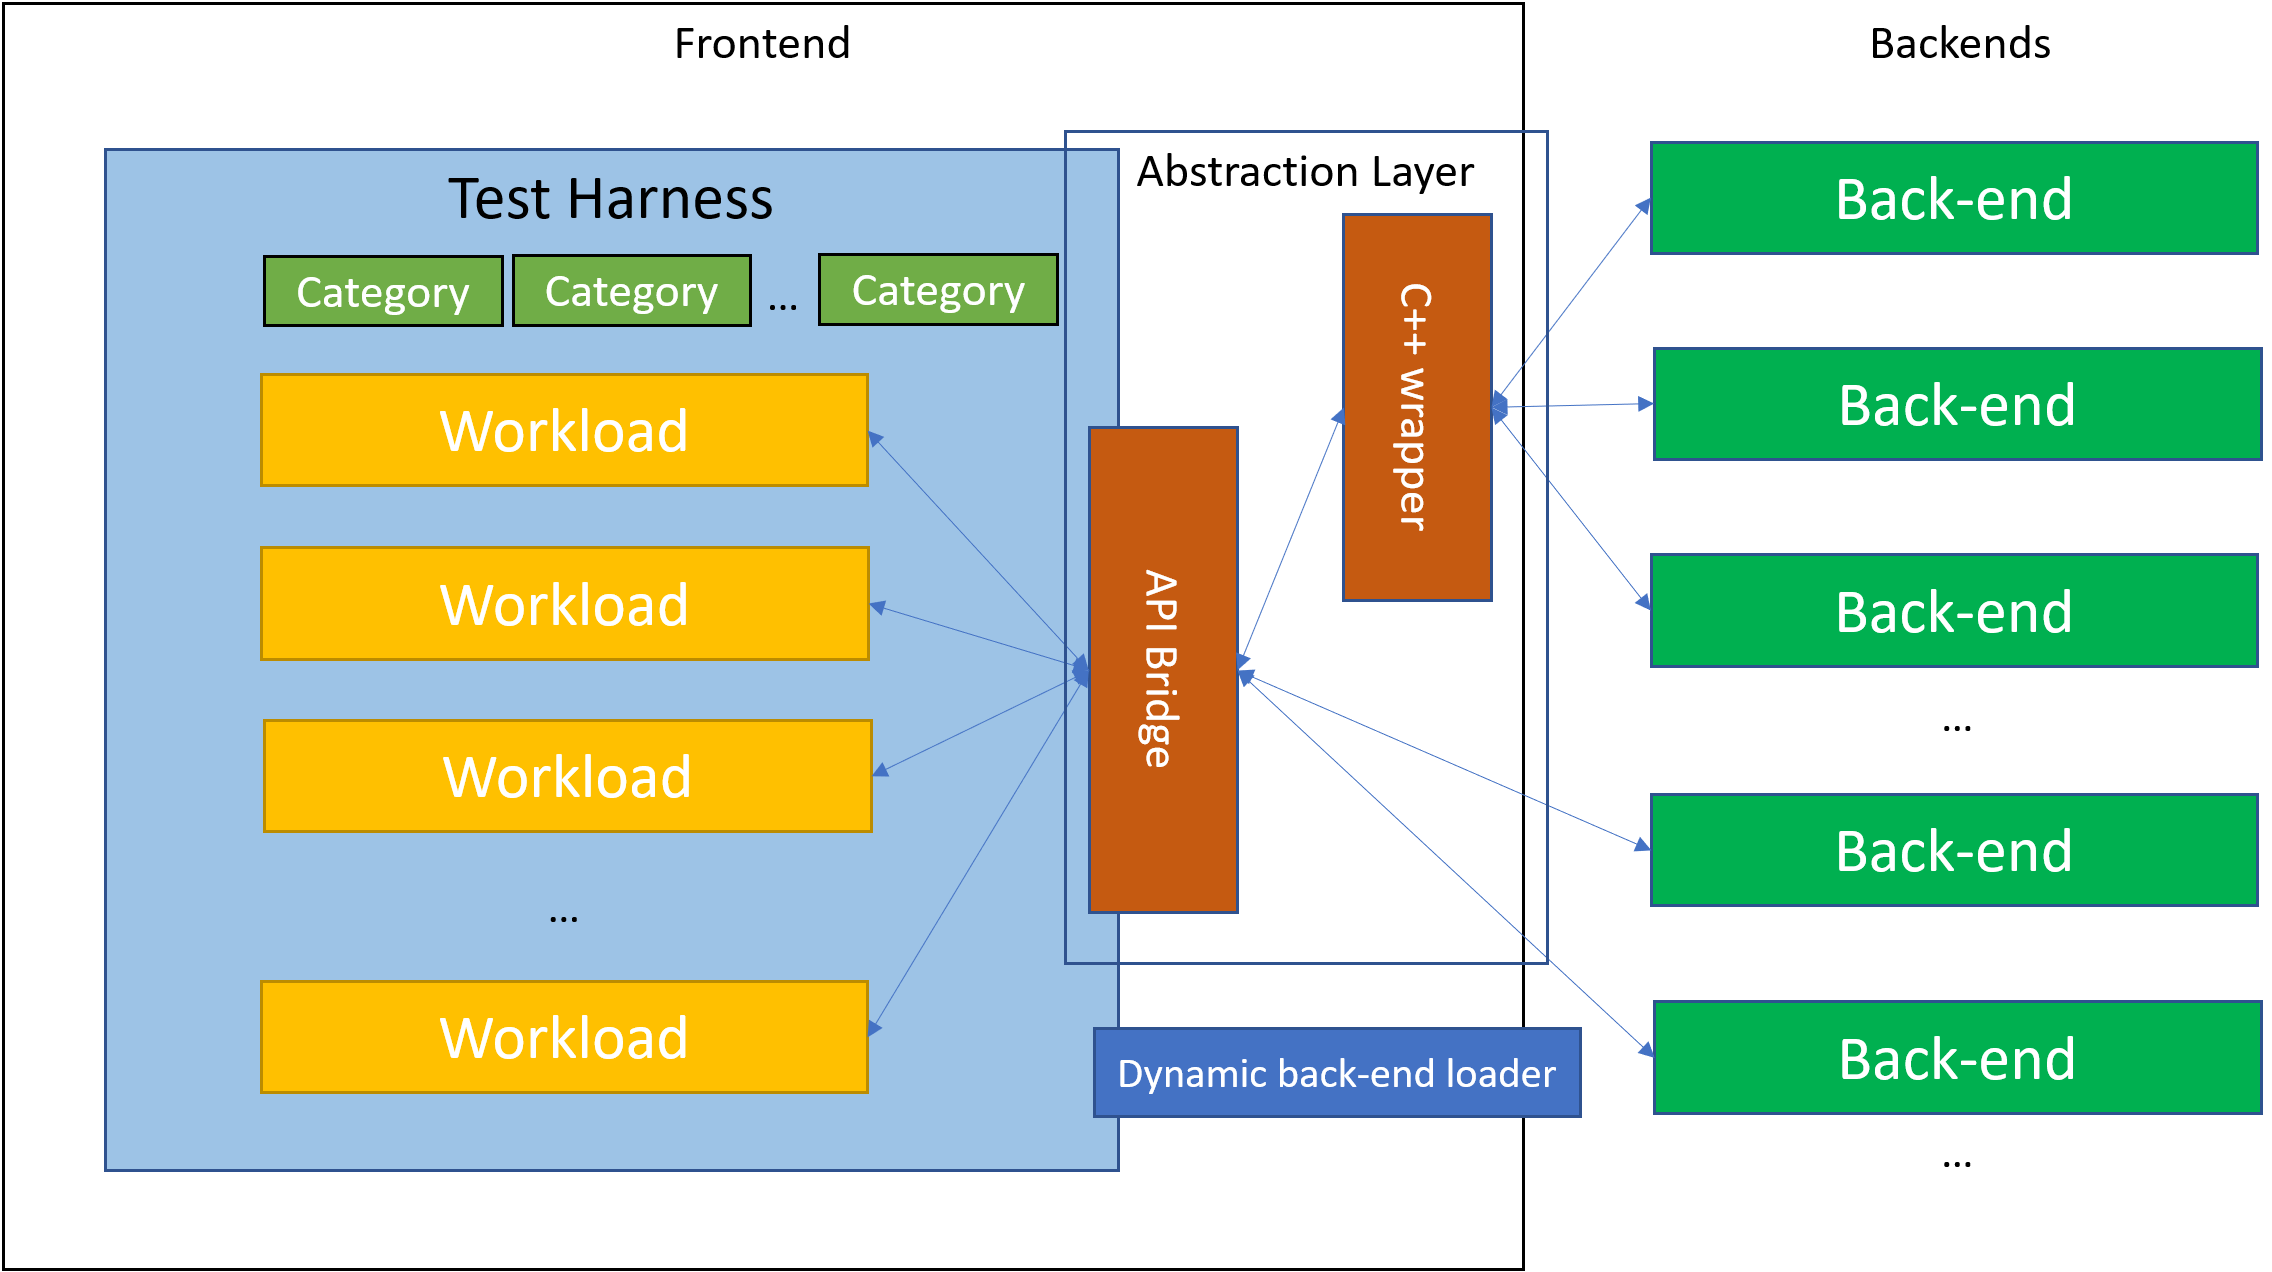 Frontend
Backends
Test Harness
Abstraction Layer
Category
Category
...
Category
Workload
Workload
Workload
...
Workload
API Bridge
C++ wrapper
Dynamic back-end loader
Back-end
Back-end
Back-end
...
Back-end
Back-end
...